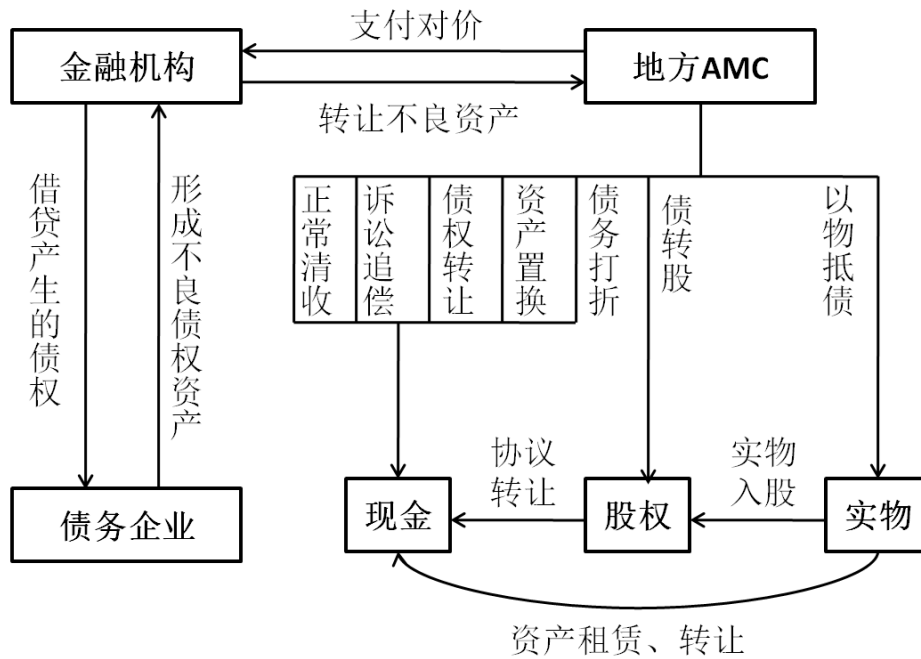 支付对价
金融机构
地方AMC
转让不良资产
借贷产生的债权
形成不良债权资产
正常清收
诉讼追偿
债权转让
资产置换
债务打折
债转股
以物抵债
协议
转让
实物
入股
债务企业
现金
股权
实物
资产租赁、转让